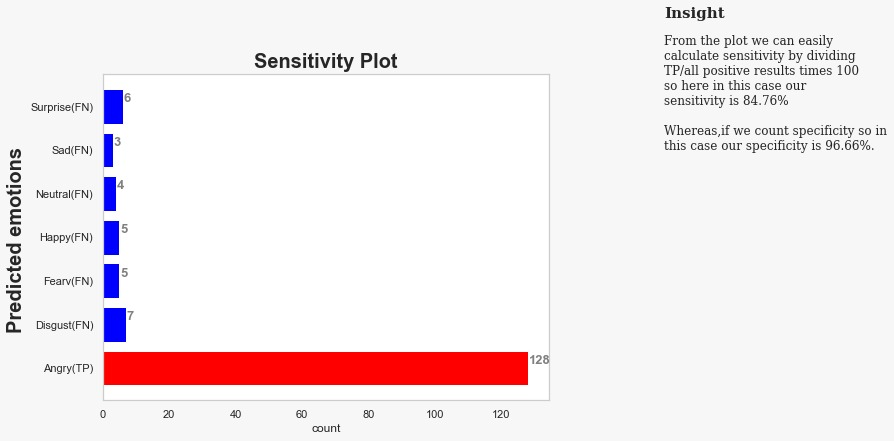 Insight
From the plot we can easily
calculate sensitivity by dividing
TP/all positive results times 100
so here in this case our
sensitivity is 84.76%
Whereas,if we count specificity so in
this case our specificity is 96.66%.
Sensitivity Plot
Predicted emotions
Surprise(FN) 6
Sad(FN) 3
Neutral(FN) 4
Happy(FN) 5
Fearv(FN) 5
Disgust(FN) 7
Angry(TP) 128
0 20 40 60 80 100 120
count